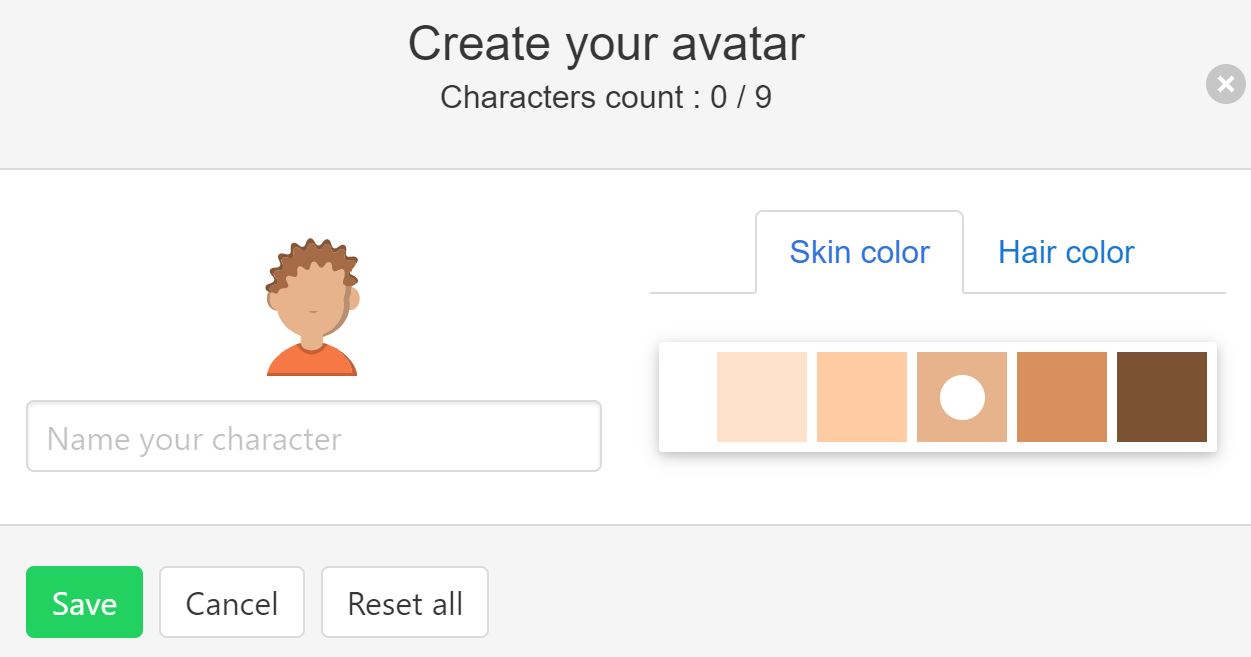 Create your avatar
Characters count : 0 / 9
Skin color
Hair color
Name your character
Save
Cancel
Reset all